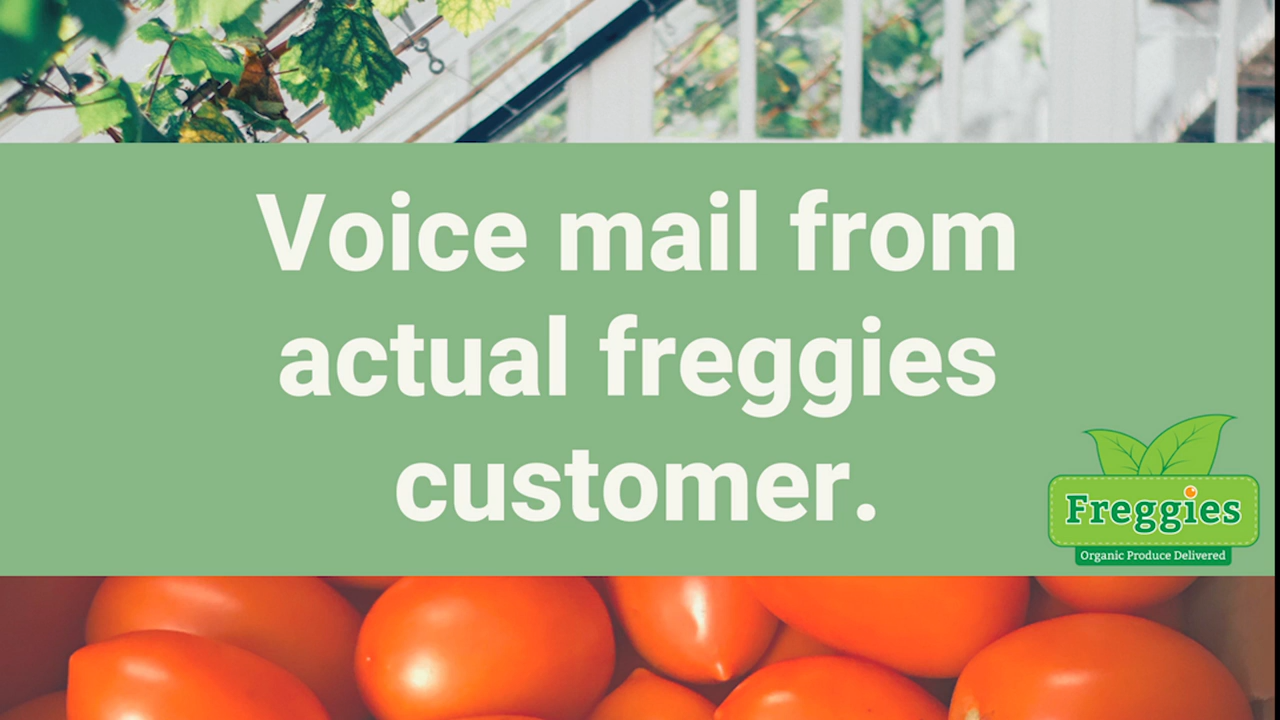 Voice mail from
actual freggies
customer.
Freggies
Organic Produce Delivered